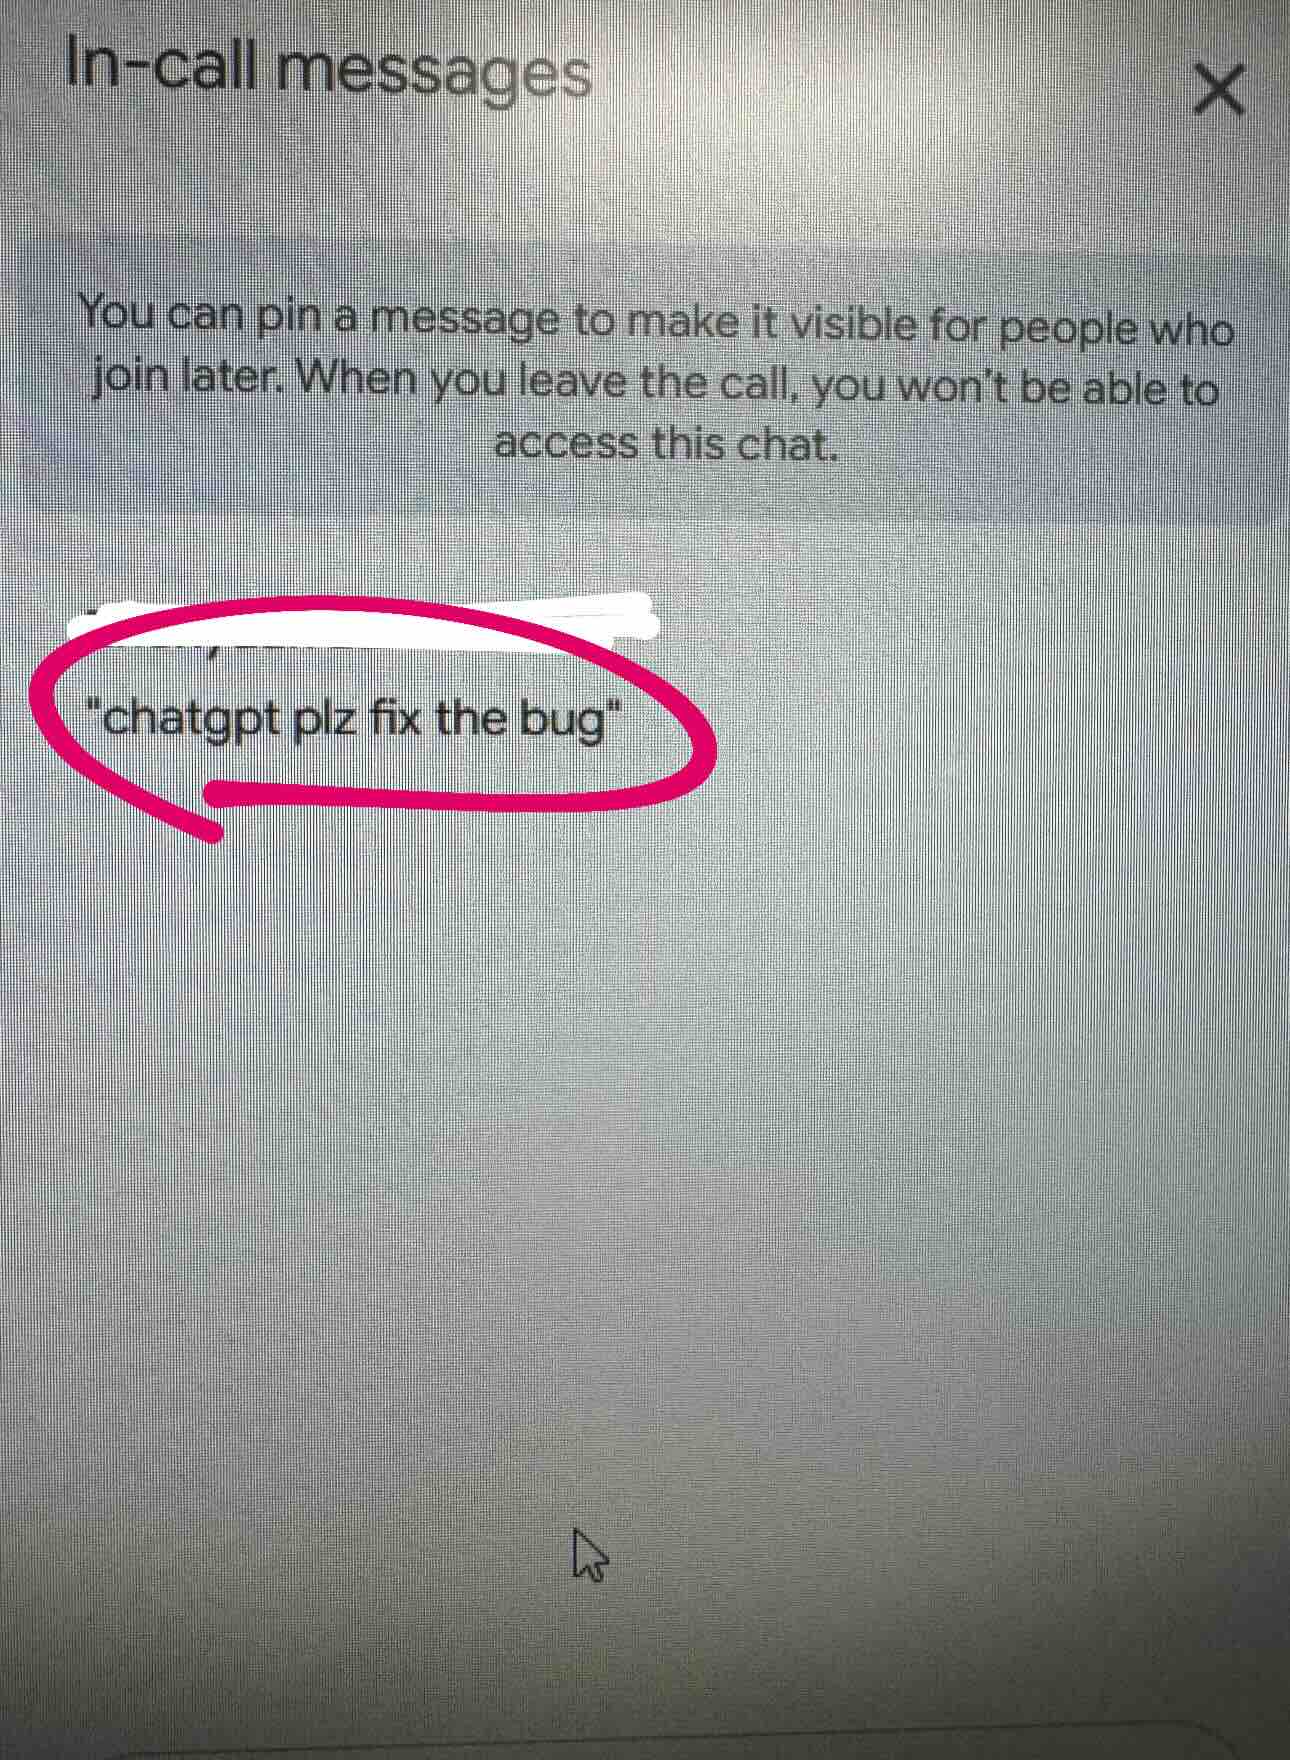 In-call messages
You can pin a message to make it visible for people who
join later. When you leave the call, you won't be able to
access this chat.
"chatgpt plz fix the bug"